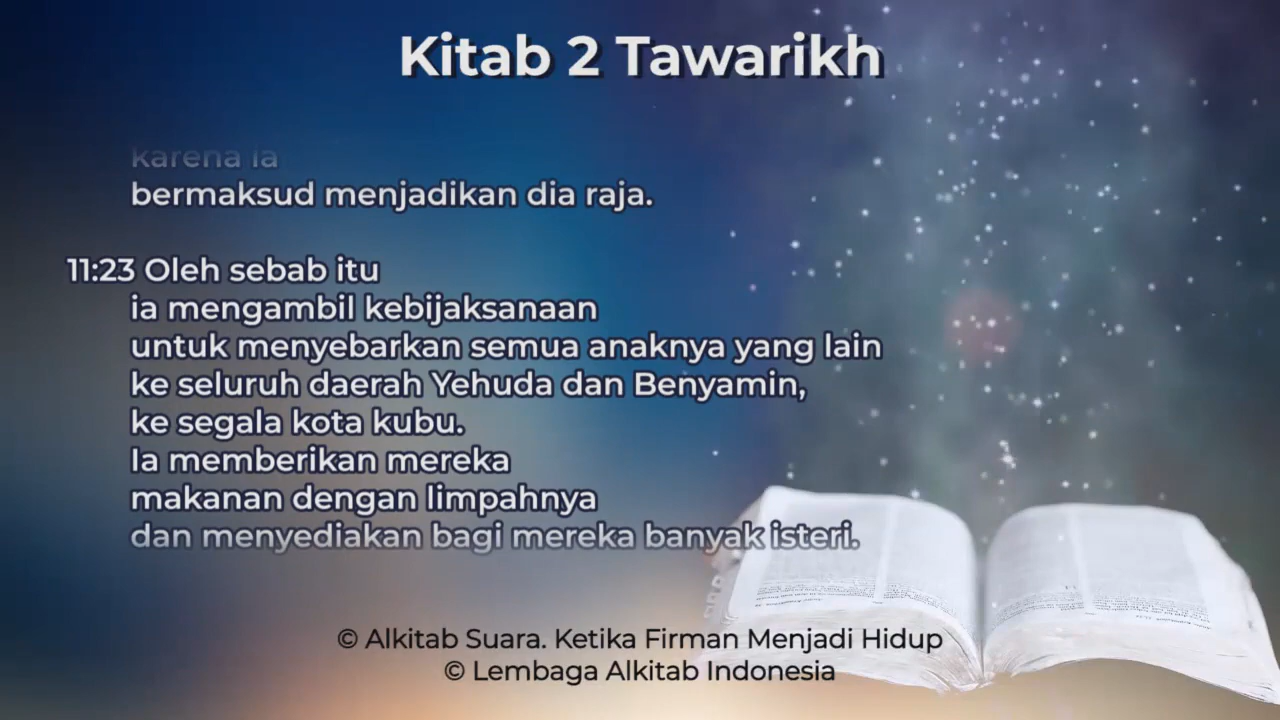 Kitab 2 Tawarikh
karena ia
bermaksud menjadikan dia raja.
11:23 Oleh sebab itu
ia mengambil kebijaksanaan
untuk menyebarkan semua anaknya yang lain
ke seluruh daerah Yehuda dan Benyamin,
ke segala kota kubu.
Ia memberikan mereka
makanan dengan limpahnya
dan menyediakan bagi mereka banyak isteri.
© Alkitab Suara. Ketika Firman Menjadi Hidup
© Lembaga Alkitab Indonesia